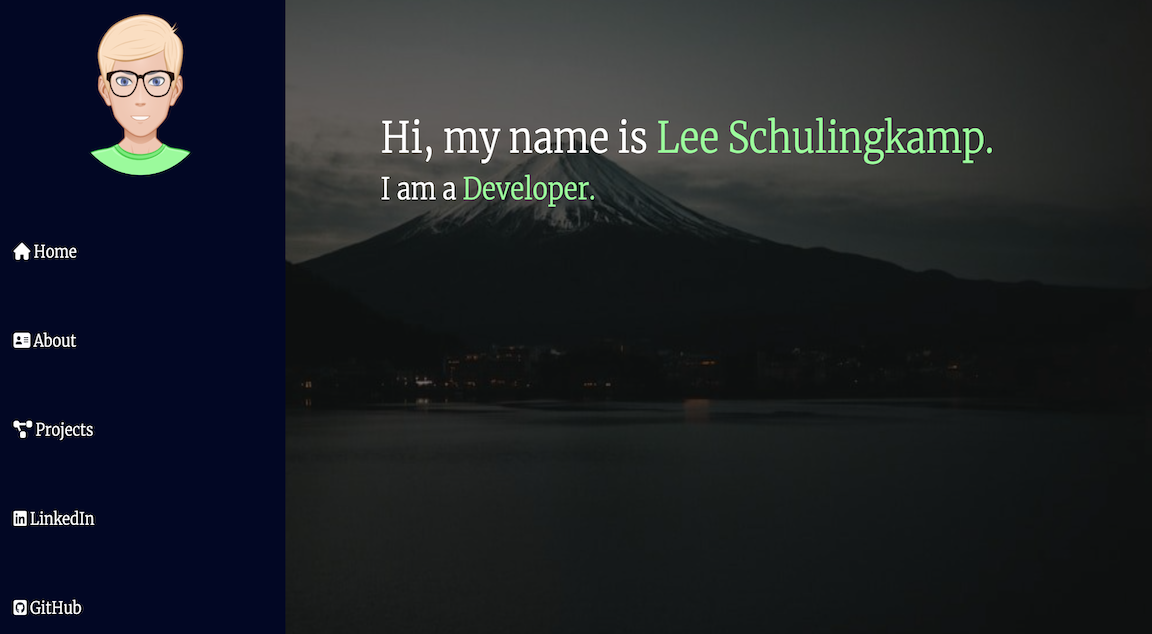 Hi, my name is Lee Schulingkamp.
I am a Developer.
Home
About
Projects
LinkedIn
GitHub